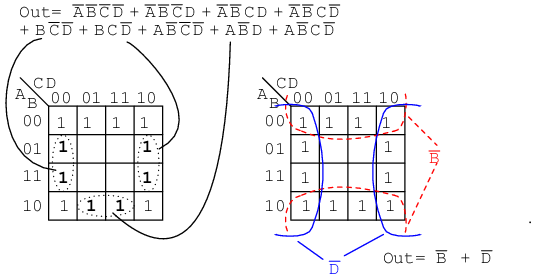 Out= A̅B̅C̅D̅ + A̅B̅C̅D + A̅B̅CD + A̅B̅CD̅
+ BC̅D̅ + BCD̅ + AB̅C̅D̅ + AB̅D + AB̅CD̅
CD
A
B
00 01 11 10
00 1 1 1 1
01 1 1
11 1 1
10 1 1 1 1
CD
A
B
00 01 11 10
00 1 1 1 1
01 1 1
11 1 1
10 1 1 1 1
B̅
D̅
Out= B̅ + D̅
.